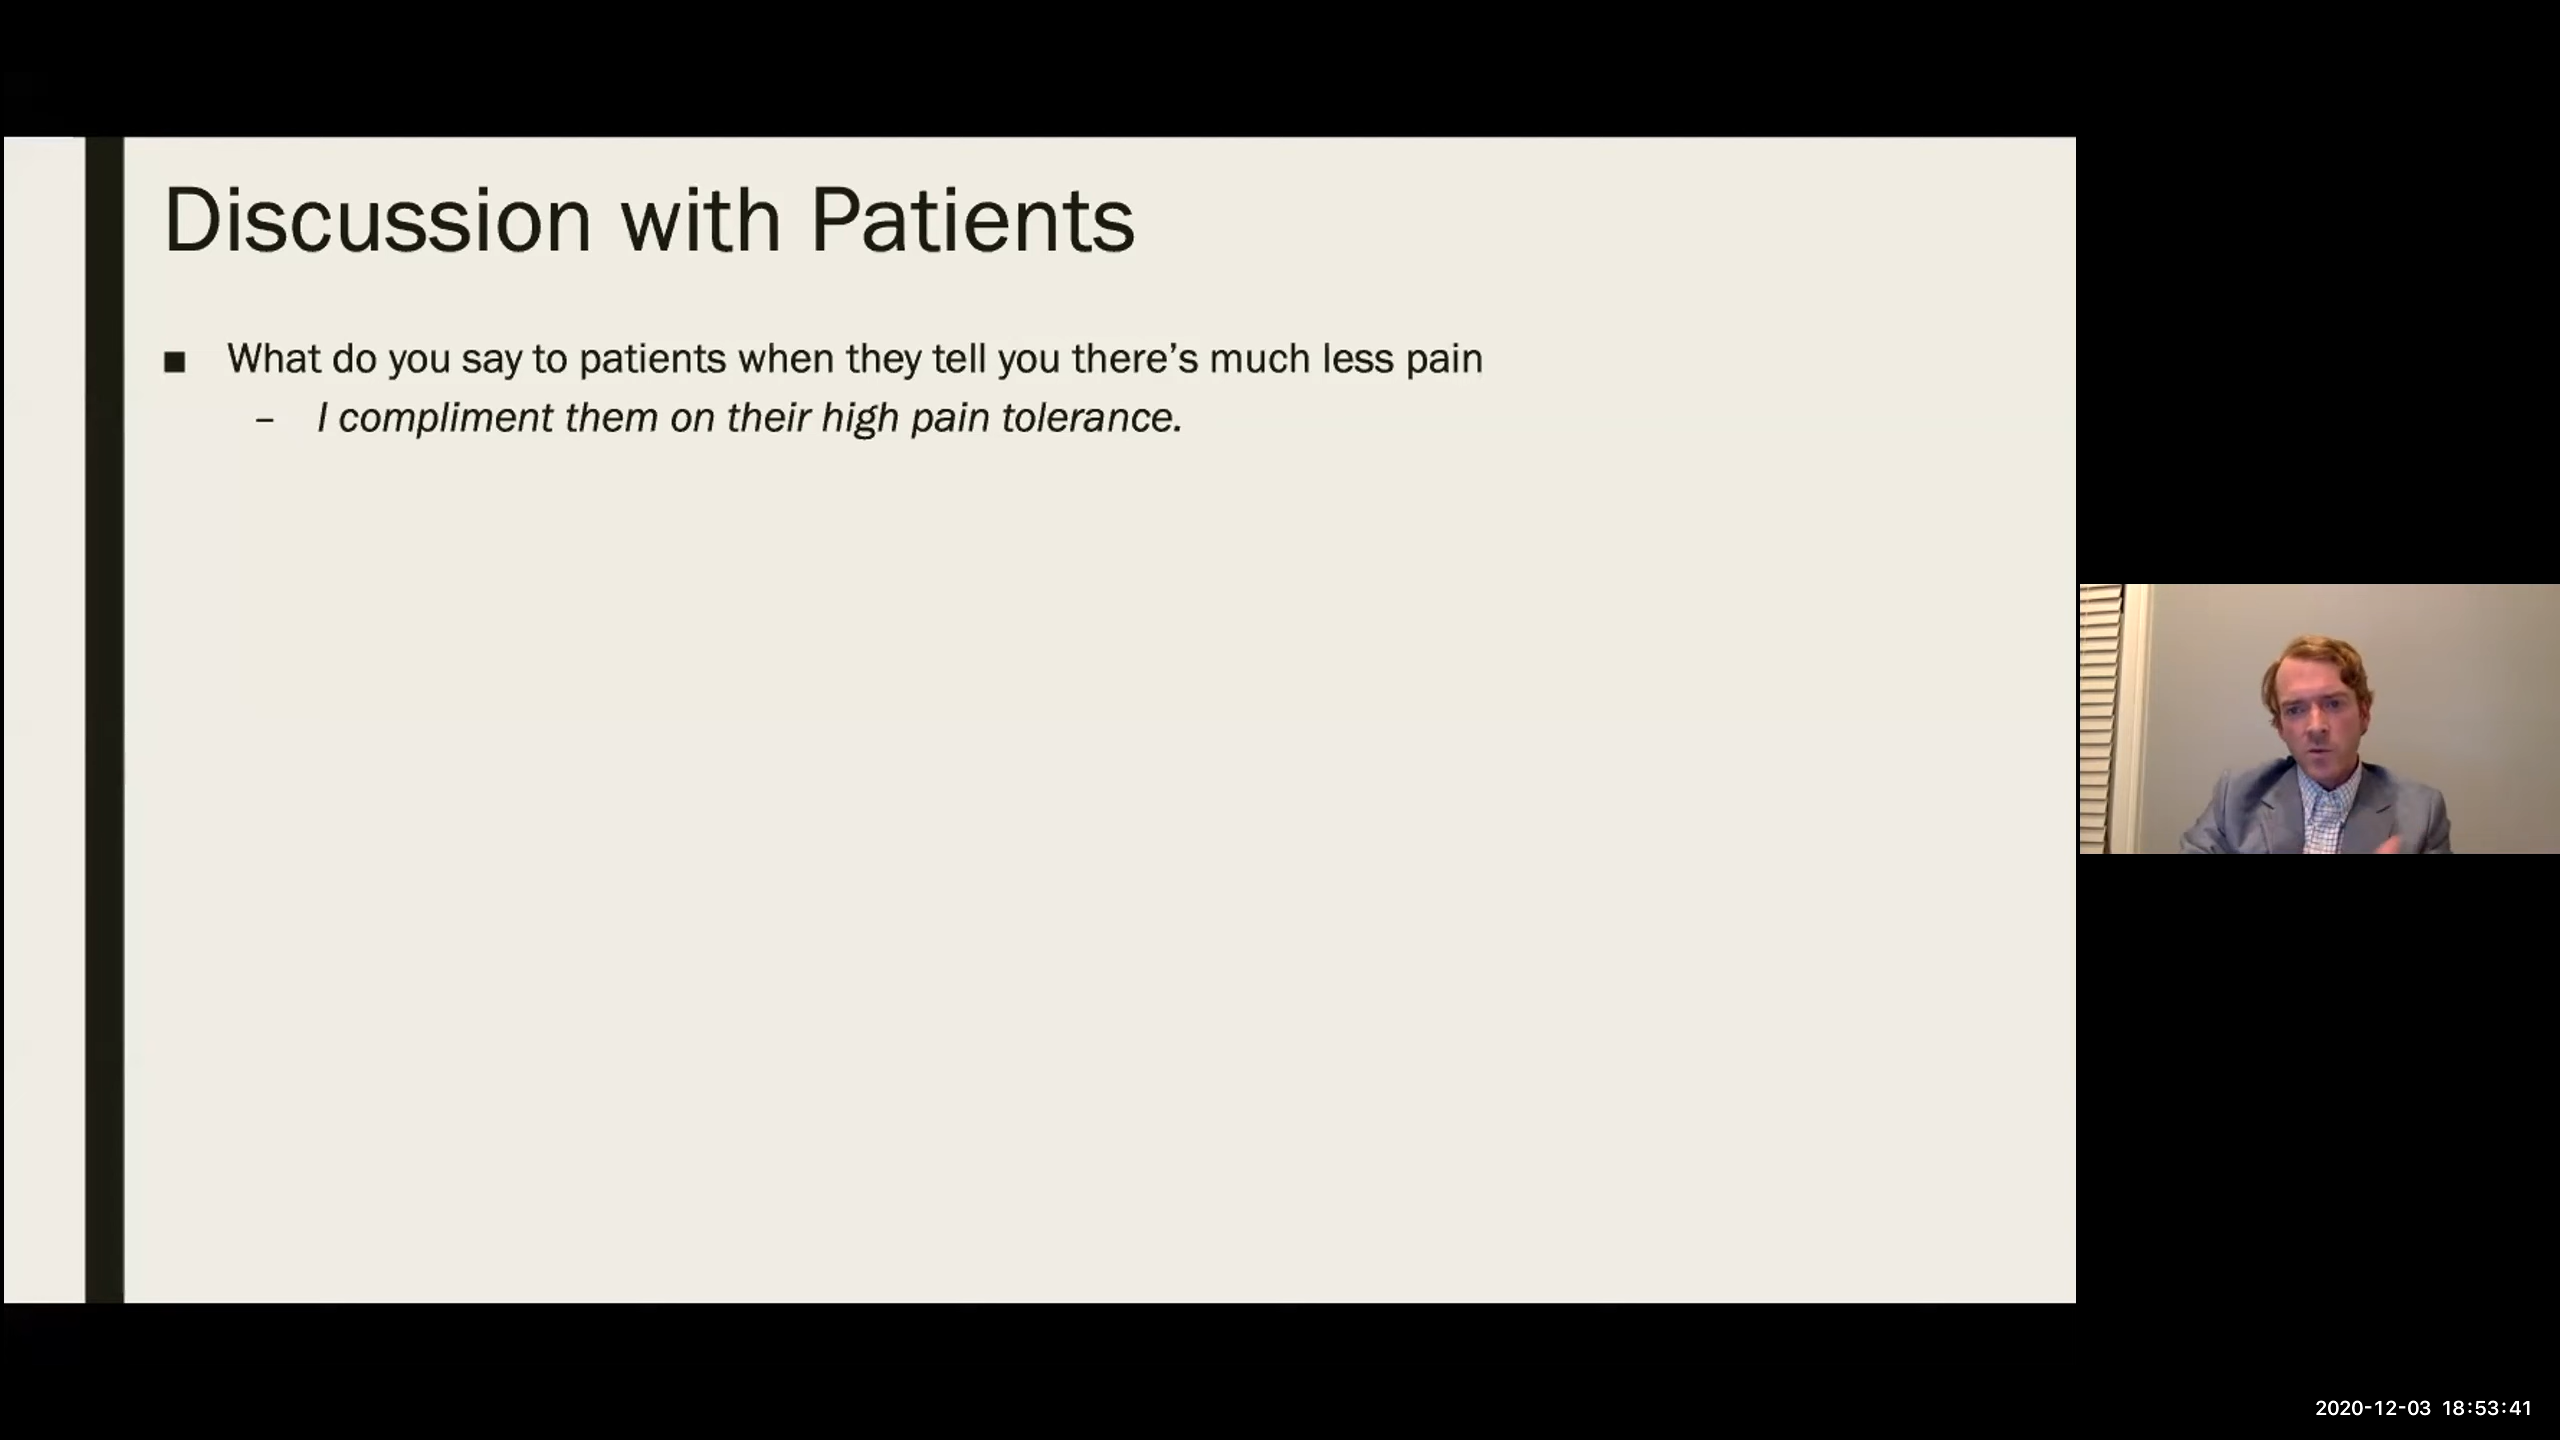 Discussion with Patients
■ What do you say to patients when they tell you there’s much less pain
– I compliment them on their high pain tolerance.
2020-12-03 18:53:41